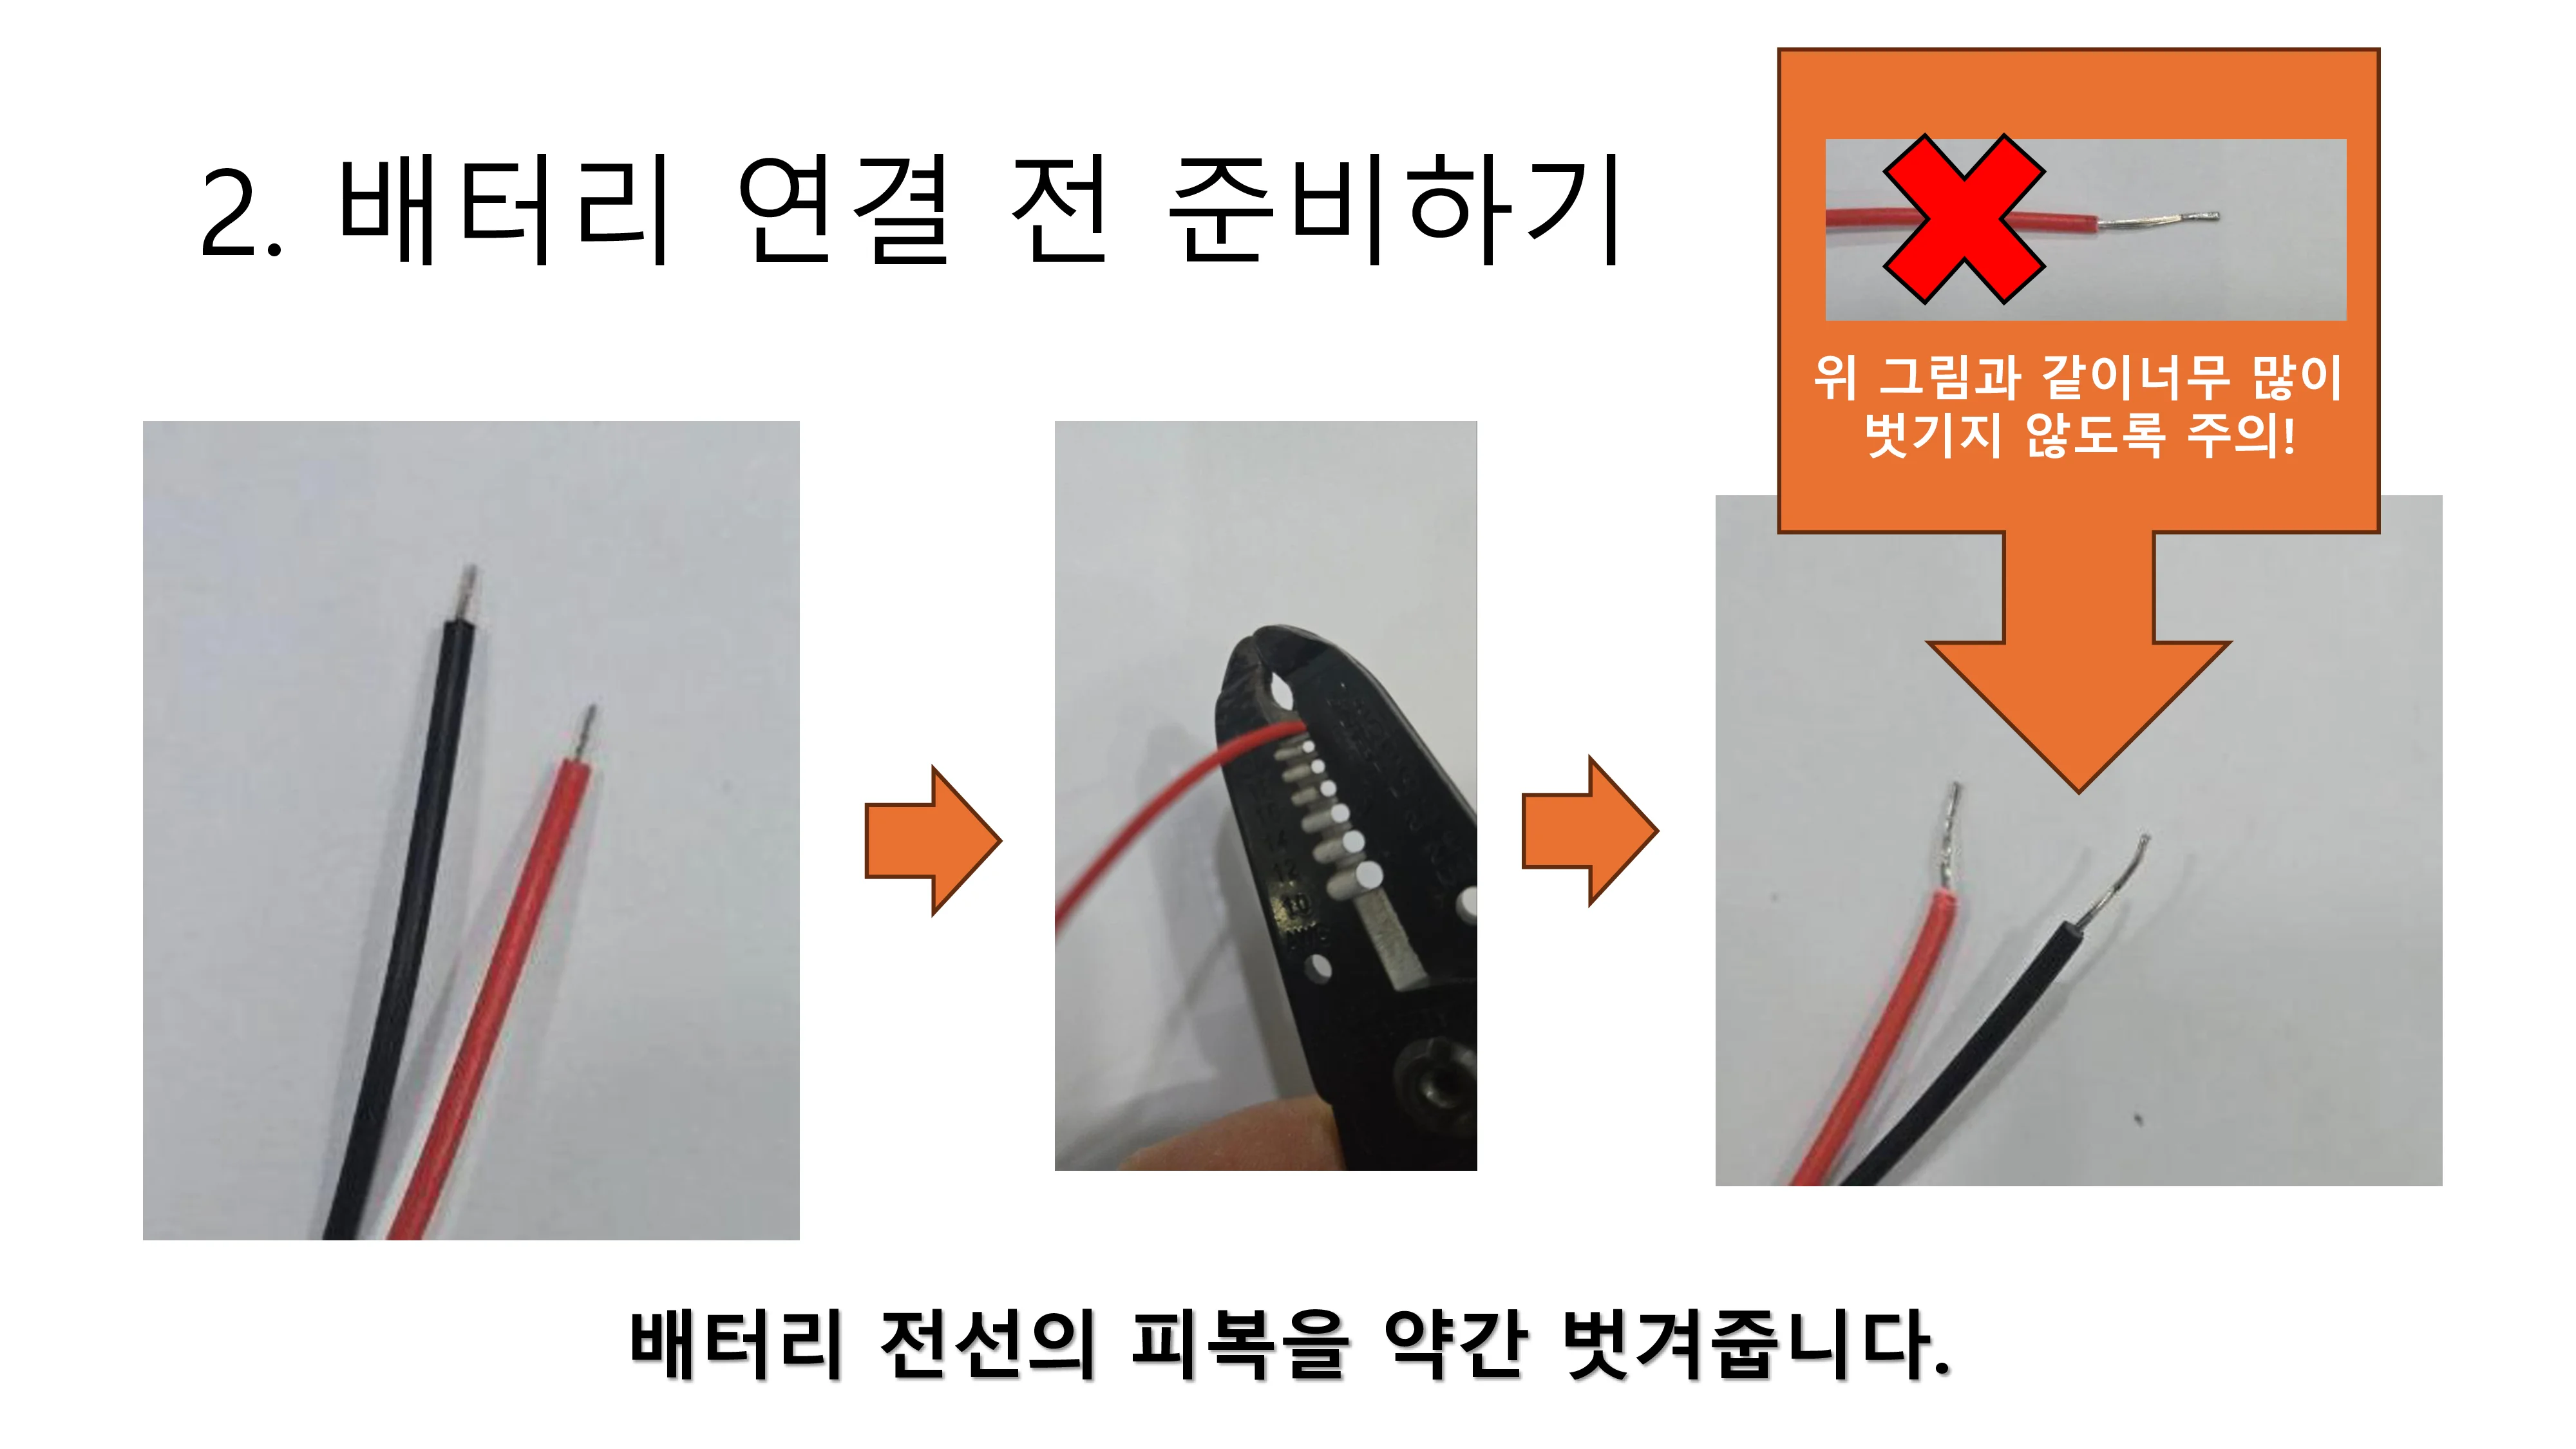 2. 배터리 연결 전 준비하기
위 그림과 같이너무 많이
벗기지 않도록 주의!
10
배터리 전선의 피복을 약간 벗겨줍니다.